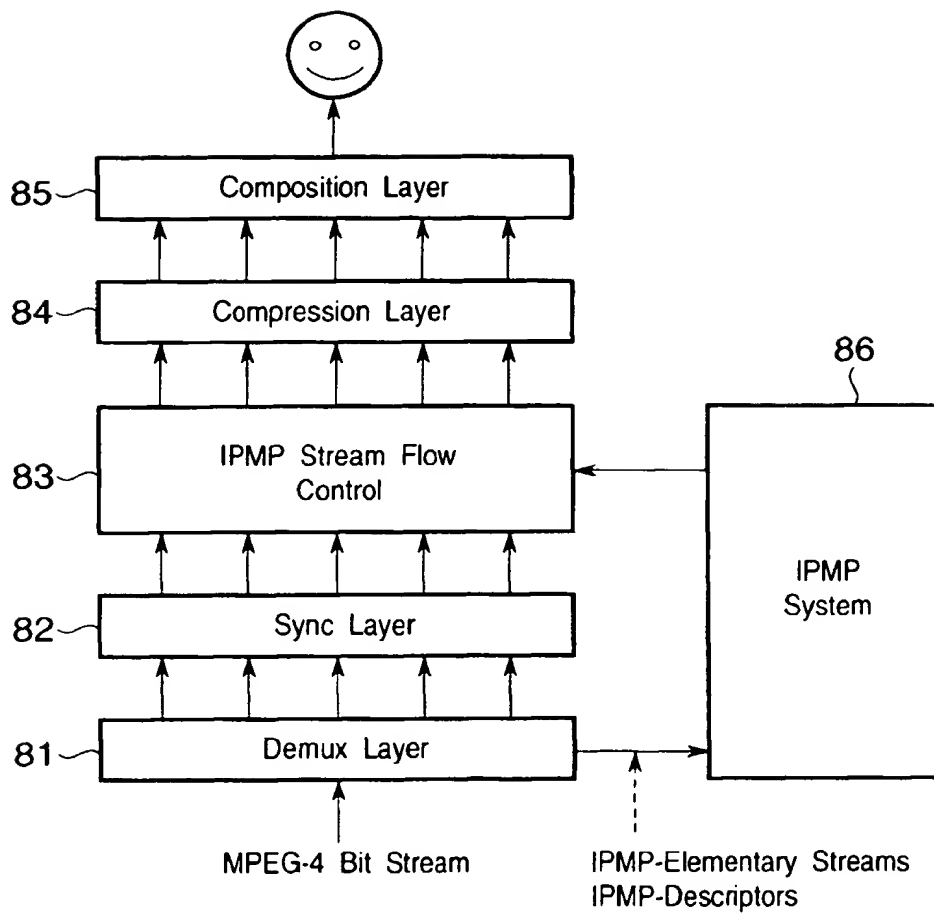 85
Composition Layer
84
Compression Layer
86
83
IPMP Stream Flow
Control
IPMP
System
82
Sync Layer
81
Demux Layer
MPEG-4 Bit Stream
IPMP-Elementary Streams
IPMP-Descriptors